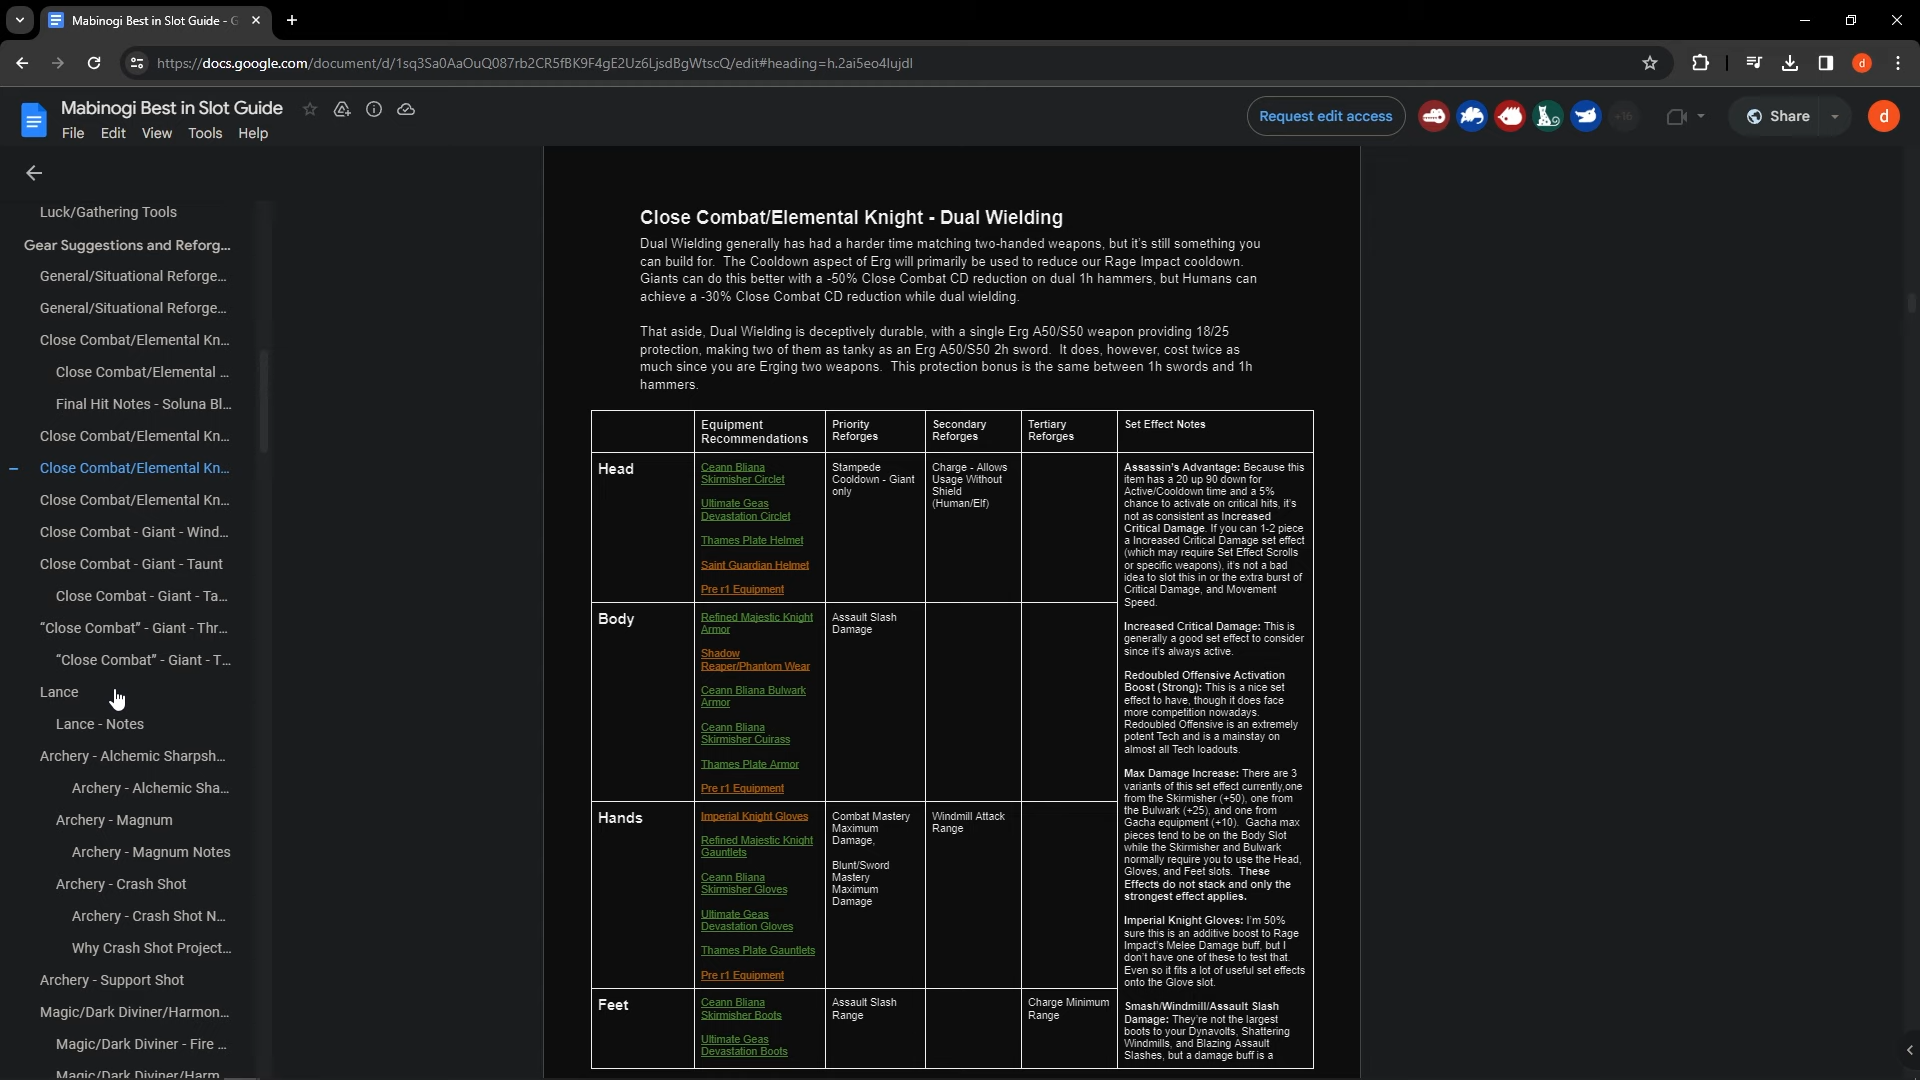 Mabinogi Best in Slot Guide - G
https://docs.google.com/document/d/1sq3Sa0AaOuQ087rb2CR5fBK9F4gE2Uz6LjsdBgWtscQ/edit#heading=h.2ai5eo4lujdl
d
Mabinogi Best in Slot Guide
File Edit View Tools Help
Request edit access
+16
Share
d
Luck/Gathering Tools
Gear Suggestions and Reforg...
General/Situational Reforge...
General/Situational Reforge...
Close Combat/Elemental Kn...
Close Combat/Elemental ...
Final Hit Notes - Soluna Bl...
Close Combat/Elemental Kn...
Close Combat/Elemental Kn...
Close Combat/Elemental Kn...
Close Combat - Giant - Wind...
Close Combat - Giant - Taunt
Close Combat - Giant - Ta...
“Close Combat” - Giant - Thr...
“Close Combat” - Giant - T...
Lance
Lance - Notes
Archery - Alchemic Sharpsh...
Archery - Alchemic Sha...
Archery - Magnum
Archery - Magnum Notes
Archery - Crash Shot
Archery - Crash Shot N...
Why Crash Shot Project...
Archery - Support Shot
Magic/Dark Diviner/Harmon...
Magic/Dark Diviner - Fire ...
Magic/Dark Diviner/Harm...
Close Combat/Elemental Knight - Dual Wielding
Dual Wielding generally has had a harder time matching two-handed weapons, but it's still something you
can build for. The Cooldown aspect of Erg will primarily be used to reduce our Rage Impact cooldown.
Giants can do this better with a -50% Close Combat CD reduction on dual 1h hammers, but Humans can
achieve a -30% Close Combat CD reduction while dual wielding.
That aside, Dual Wielding is deceptively durable, with a single Erg A50/S50 weapon providing 18/25
protection, making two of them as tanky as an Erg A50/S50 2h sword. It does, however, cost twice as
much since you are Erging two weapons. This protection bonus is the same between 1h swords and 1h
hammers.
Equipment
Recommendations
Priority
Reforges
Secondary
Reforges
Tertiary
Reforges
Set Effect Notes
Head
Ceann Bliana
Skirmisher Circlet
Ultimate Geas
Devastation Circlet
Thames Plate Helmet
Saint Guardian Helmet
Pre r1 Equipment
Stampede
Cooldown - Giant
only
Charge - Allows
Usage Without
Shield
(Human/Elf)
Body
Refined Majestic Knight
Armor
Shadow
Reaper/Phantom Wear
Ceann Bliana Bulwark
Armor
Ceann Bliana
Skirmisher Cuirass
Thames Plate Armor
Pre r1 Equipment
Assault Slash
Damage
Hands
Imperial Knight Gloves
Refined Majestic Knight
Gauntlets
Ceann Bliana
Skirmisher Gloves
Ultimate Geas
Devastation Gloves
Thames Plate Gauntlets
Pre r1 Equipment
Combat Mastery
Maximum
Damage,
Blunt/Sword
Mastery
Maximum
Damage
Windmill Attack
Range
Feet
Ceann Bliana
Skirmisher Boots
Ultimate Geas
Devastation Boots
Assault Slash
Range
Charge Minimum
Range
Assassin's Advantage: Because this
item has a 20 up 90 down for
Active/Cooldown time and a 5%
chance to activate on critical hits, it's
not as consistent as Increased
Critical Damage. If you can 1-2 piece
a Increased Critical Damage set effect
(which may require Set Effect Scrolls
or specific weapons), it's not a bad
idea to slot this in or the extra burst of
Critical Damage, and Movement
Speed.
Increased Critical Damage: This is
generally a good set effect to consider
since it's always active.
Redoubled Offensive Activation
Boost (Strong): This is a nice set
effect to have, though it does face
more competition nowadays.
Redoubled Offensive is an extremely
potent Tech and is a mainstay on
almost all Tech loadouts.
Max Damage Increase: There are 3
variants of this set effect currently,one
from the Skirmisher (+50), one from
the Bulwark (+25), and one from
Gacha equipment (+10). Gacha max
pieces tend to be on the Body Slot
while the Skirmisher and Bulwark
normally require you to use the Head,
Gloves, and Feet slots. These
Effects do not stack and only the
strongest effect applies.
Imperial Knight Gloves: I'm 50%
sure this is an additive boost to Rage
Impact's Melee Damage buff, but I
don't have one of these to test that.
Even so it fits a lot of useful set effects
onto the Glove slot.
Smash/Windmill/Assault Slash
Damage: They're not the largest
boots to your Dynavolts, Shattering
Windmills, and Blazing Assault
Slashes, but a damage buff is a